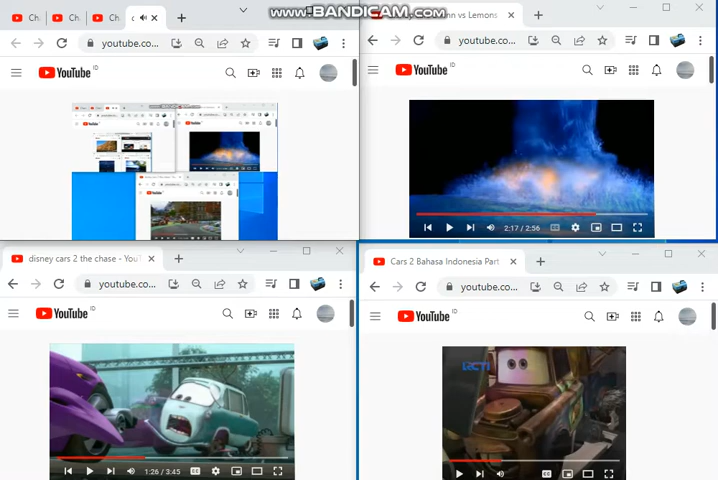 www.BANDICAM.com
Ch
Ch
Ch
c
nn vs Lemons
youtube.co...
youtube.co...
YouTube ID
YouTube ID
2:17 / 2:56
disney cars 2 the chase - YouT
Cars 2 Bahasa Indonesia Part
youtube.co...
youtube.co...
YouTube ID
YouTube ID
RCTI
1:26 / 3:45